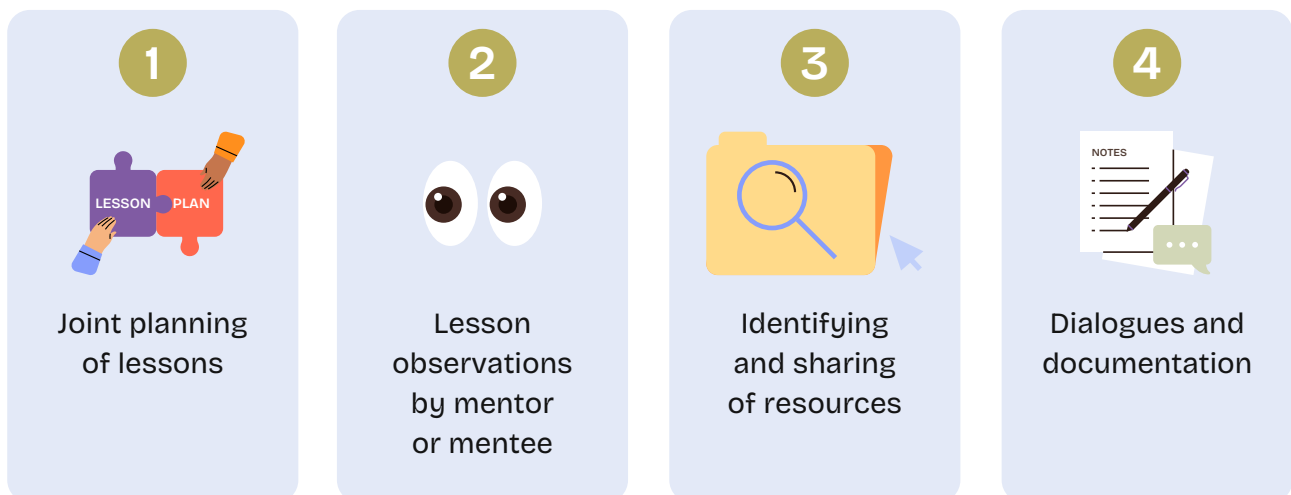 1
LESSON PLAN
Joint planning
of lessons
2
Lesson
observations
by mentor
or mentee
3
Identifying
and sharing
of resources
4
NOTES
Dialogues and
documentation